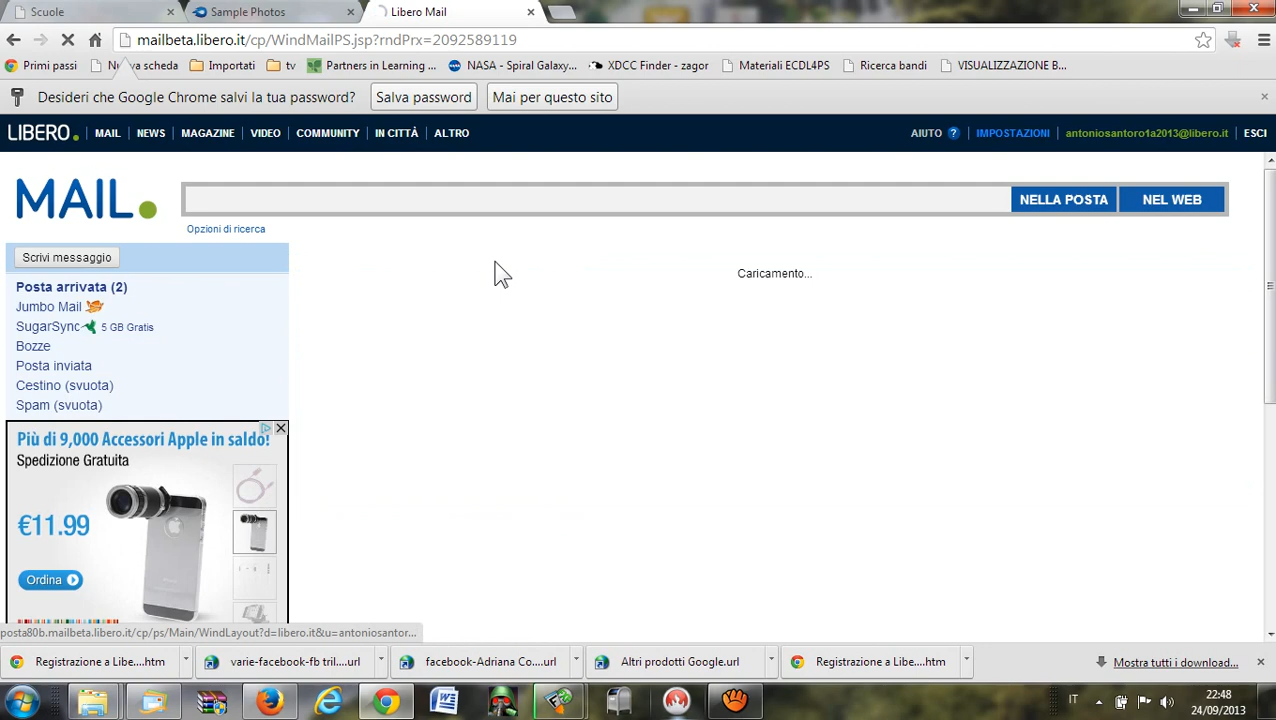 Scuole
Sample Photos
Libero Mail
mailbeta.libero.it/cp/WindMailPS.jsp?rndPrx=2092589119
Primi passi
Nuova scheda
Importati
tv
Partners in Learning ...
NASA - Spiral Galaxy...
XDCC Finder - zagor
Materiali ECDL4PS
Ricerca bandi
VISUALIZZAZIONE B...
Desideri che Google Chrome salvi la tua password?
Salva password
Mai per questo sito
LIBERO.
MAIL
NEWS
MAGAZINE
VIDEO
COMMUNITY
IN CITTÀ
ALTRO
AIUTO ?
IMPOSTAZIONI
antoniosantoro1a2013@libero.it
ESCI
MAIL.
NELLA POSTA
NEL WEB
Opzioni di ricerca
Scrivi messaggio
Caricamento...
Posta arrivata (2)
Jumbo Mail
SugarSync 5 GB Gratis
Bozze
Posta inviata
Cestino (svuota)
Spam (svuota)
Più di 9,000 Accessori Apple in saldo!
Spedizione Gratuita
€11.99
Ordina
posta80b.mailbeta.libero.it/cp/ps/Main/WindLayout?d=libero.it&u=antoniosantor...
Registrazione a Libe....htm
varie-facebook-fb tril....url
facebook-Adriana Co....url
Altri prodotti Google.url
Registrazione a Libe....htm
Mostra tutti i download...
IT
22:48
24/09/2013